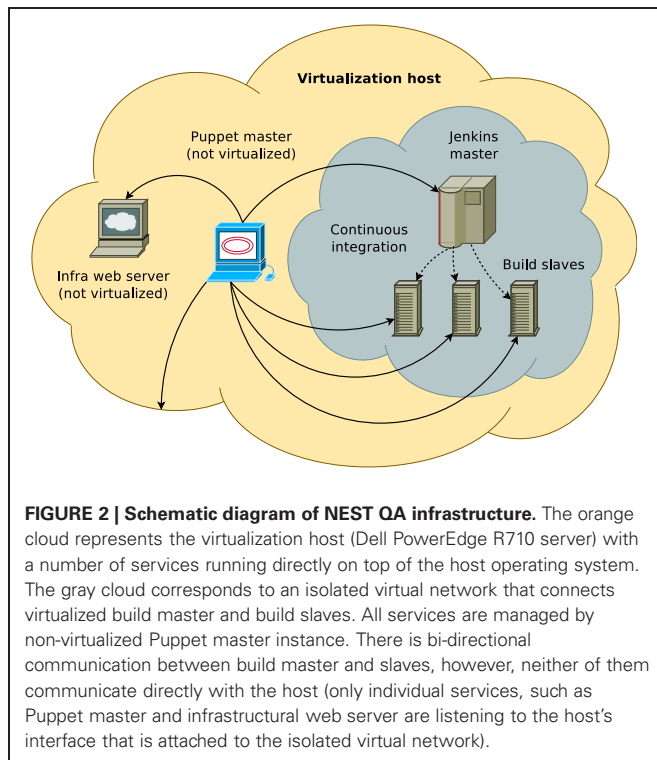 Virtualization host
Puppet master
(not virtualized)
Jenkins
master
Continuous
integration
Build slaves
Infra web server
(not virtualized)
FIGURE 2 | Schematic diagram of NEST QA infrastructure. The orange
cloud represents the virtualization host (Dell PowerEdge R710 server) with
a number of services running directly on top of the host operating system.
The gray cloud corresponds to an isolated virtual network that connects
virtualized build master and build slaves. All services are managed by
non-virtualized Puppet master instance. There is bi-directional
communication between build master and slaves, however, neither of them
communicate directly with the host (only individual services, such as
Puppet master and infrastructural web server are listening to the host's
interface that is attached to the isolated virtual network).